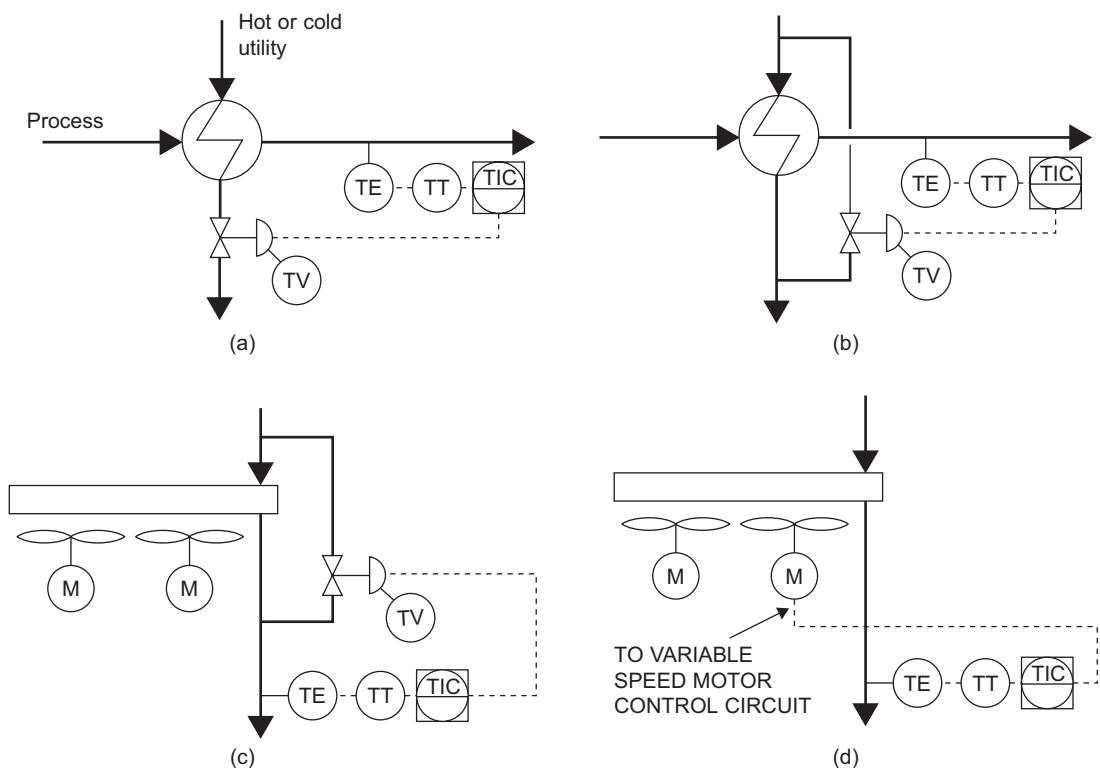 Hot or cold
utility
Process
TE
TT
TIC
TV
(a)
TE
TT
TIC
TV
(b)
M
M
TV
TE
TT
TIC
(c)
M
M
TO VARIABLE
SPEED MOTOR
CONTROL CIRCUIT
TE
TT
TIC
(d)